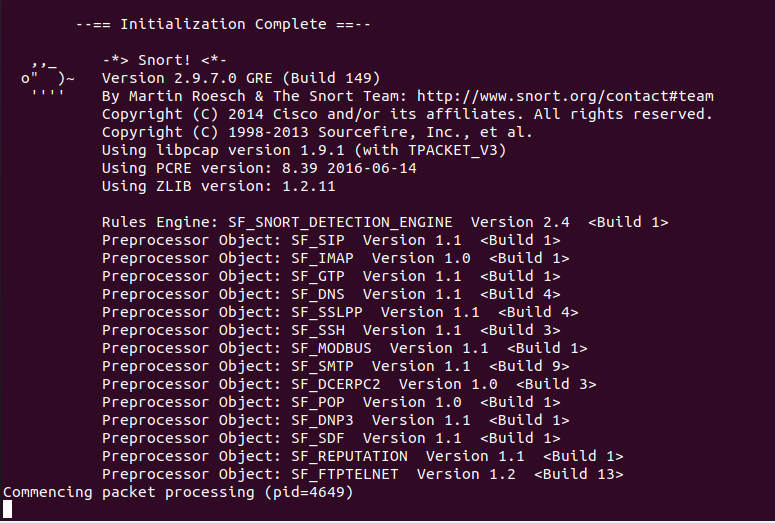 --== Initialization Complete ==--
,,_     -*> Snort! <*-
o"  )~   Version 2.9.7.0 GRE (Build 149)
''''    By Martin Roesch & The Snort Team: http://www.snort.org/contact#team
Copyright (C) 2014 Cisco and/or its affiliates. All rights reserved.
Copyright (C) 1998-2013 Sourcefire, Inc., et al.
Using libpcap version 1.9.1 (with TPACKET_V3)
Using PCRE version: 8.39 2016-06-14
Using ZLIB version: 1.2.11
Rules Engine: SF_SNORT_DETECTION_ENGINE  Version 2.4  <Build 1>
Preprocessor Object: SF_SIP  Version 1.1  <Build 1>
Preprocessor Object: SF_IMAP  Version 1.0  <Build 1>
Preprocessor Object: SF_GTP  Version 1.1  <Build 1>
Preprocessor Object: SF_DNS  Version 1.1  <Build 4>
Preprocessor Object: SF_SSLPP  Version 1.1  <Build 4>
Preprocessor Object: SF_SSH  Version 1.1  <Build 3>
Preprocessor Object: SF_MODBUS  Version 1.1  <Build 1>
Preprocessor Object: SF_SMTP  Version 1.1  <Build 9>
Preprocessor Object: SF_DCERPC2  Version 1.0  <Build 3>
Preprocessor Object: SF_POP  Version 1.0  <Build 1>
Preprocessor Object: SF_DNP3  Version 1.1  <Build 1>
Preprocessor Object: SF_SDF  Version 1.1  <Build 1>
Preprocessor Object: SF_REPUTATION  Version 1.1  <Build 1>
Preprocessor Object: SF_FTPTELNET  Version 1.2  <Build 13>
Commencing packet processing (pid=4649)